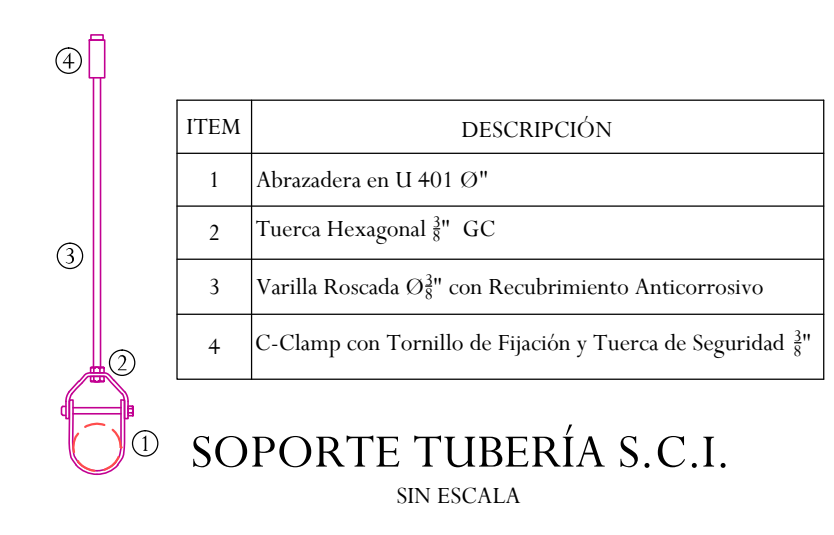 4
ITEM DESCRIPCIÓN
1 Abrazadera en U 401 Ø"
2 Tuerca Hexagonal 3/8" GC
3
3 Varilla Roscada Ø3/8" con Recubrimiento Anticorrosivo
4 C-Clamp con Tornillo de Fijación y Tuerca de Seguridad 3/8"
2
1
SOPORTE TUBERÍA S.C.I.
SIN ESCALA